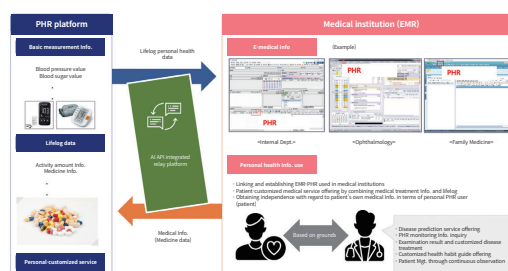 PHR platform
Basic measurement Info.
Blood pressure value
Blood sugar value
Lifelog data
Activity amount Info.
Medicine Info.
Personal-customized service
Lifelog personal health
data
AI API integrated
relay platform
Medical Info.
(Medicine data)
Medical institution (EMR)
E-medical Info
(Example)
PHR
PHR
PHR
<Internal Dept.>
<Ophthalmology>
<Family Medicine>
Personal health Info. use
· Linking and establishing EMR PHR used in medical institutions
· Patient-customized medical service offering by combining medical treatment Info. and lifelog
· Obtaining independence with regard to patient's own medical Info. in terms of personal PHR user
(patient)
Based on grounds
· Disease prediction service offering
· PHR monitoring Info. inquiry
· Examination result and customized disease
treatment
· Customized health habit guide offering
· Patient Mgt. through continuous observation